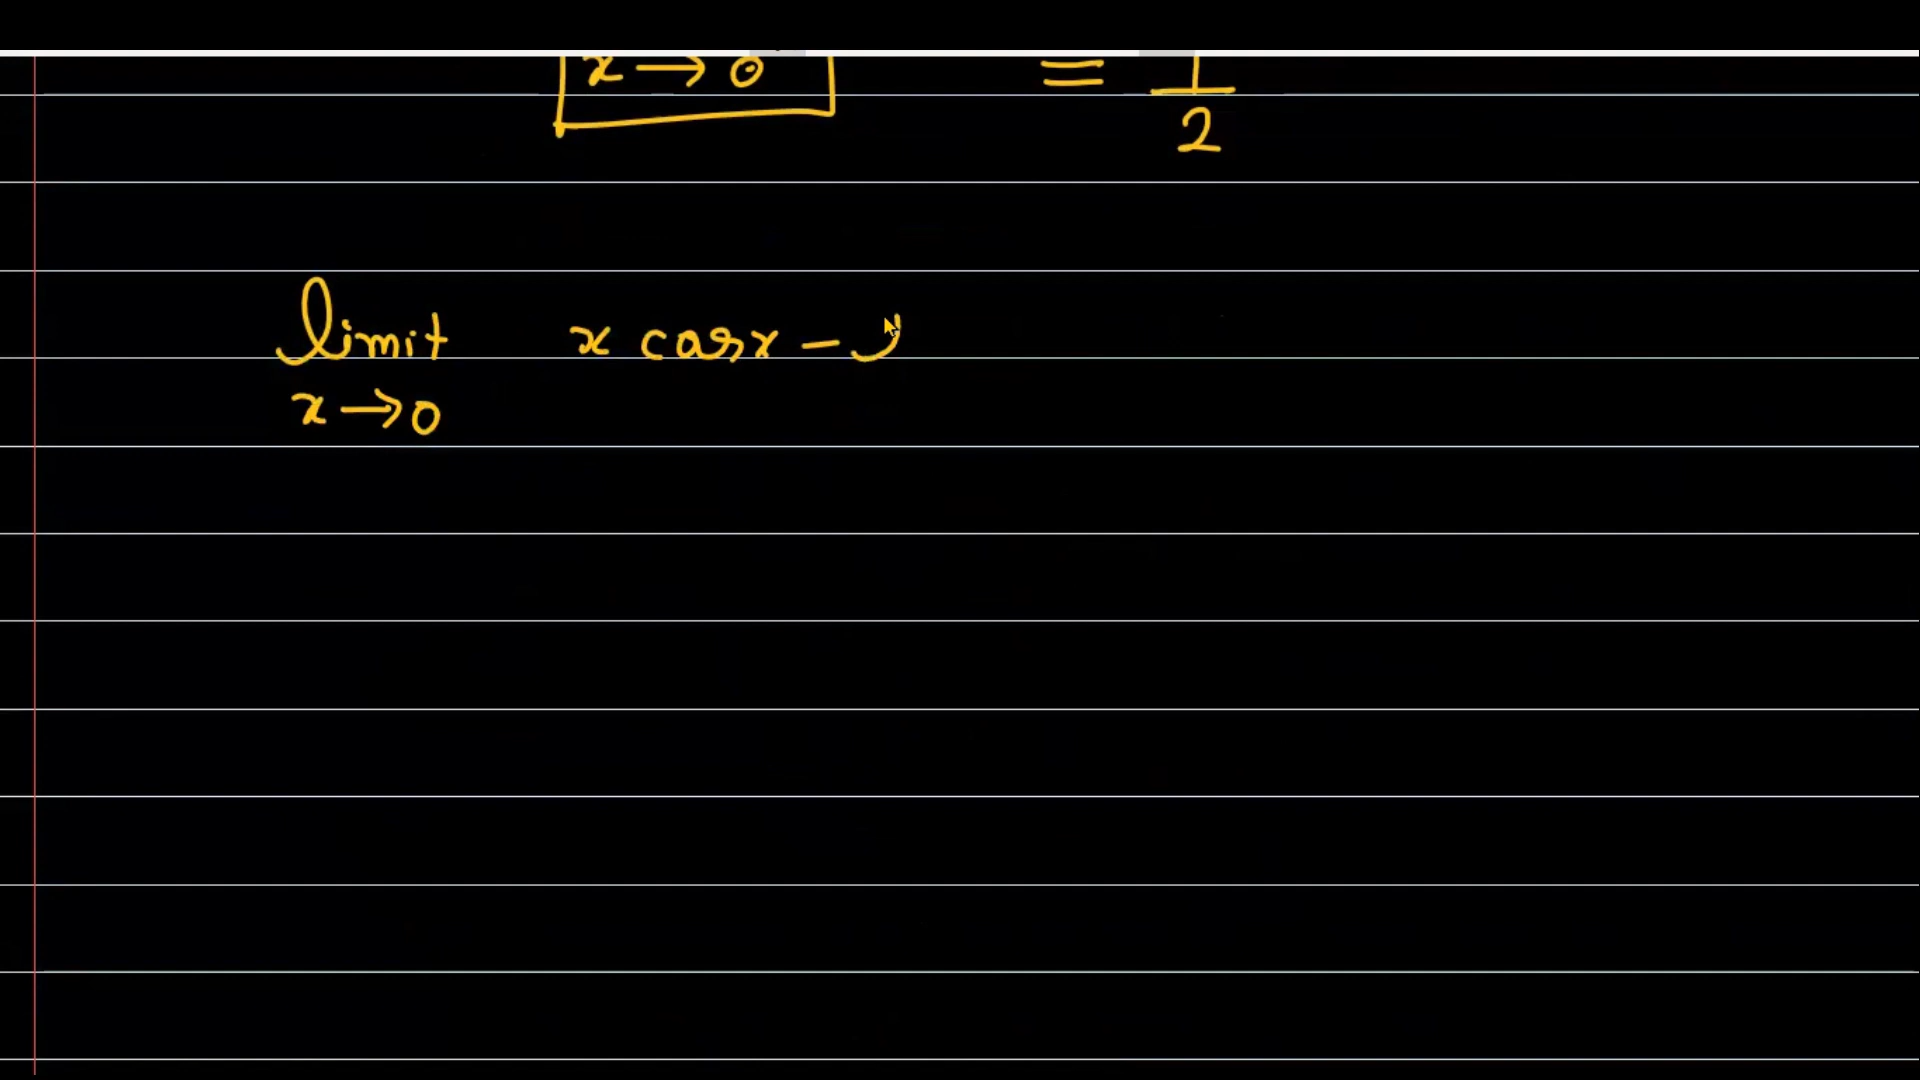 x → 0 = 1/2
limit x cosx -
x → 0